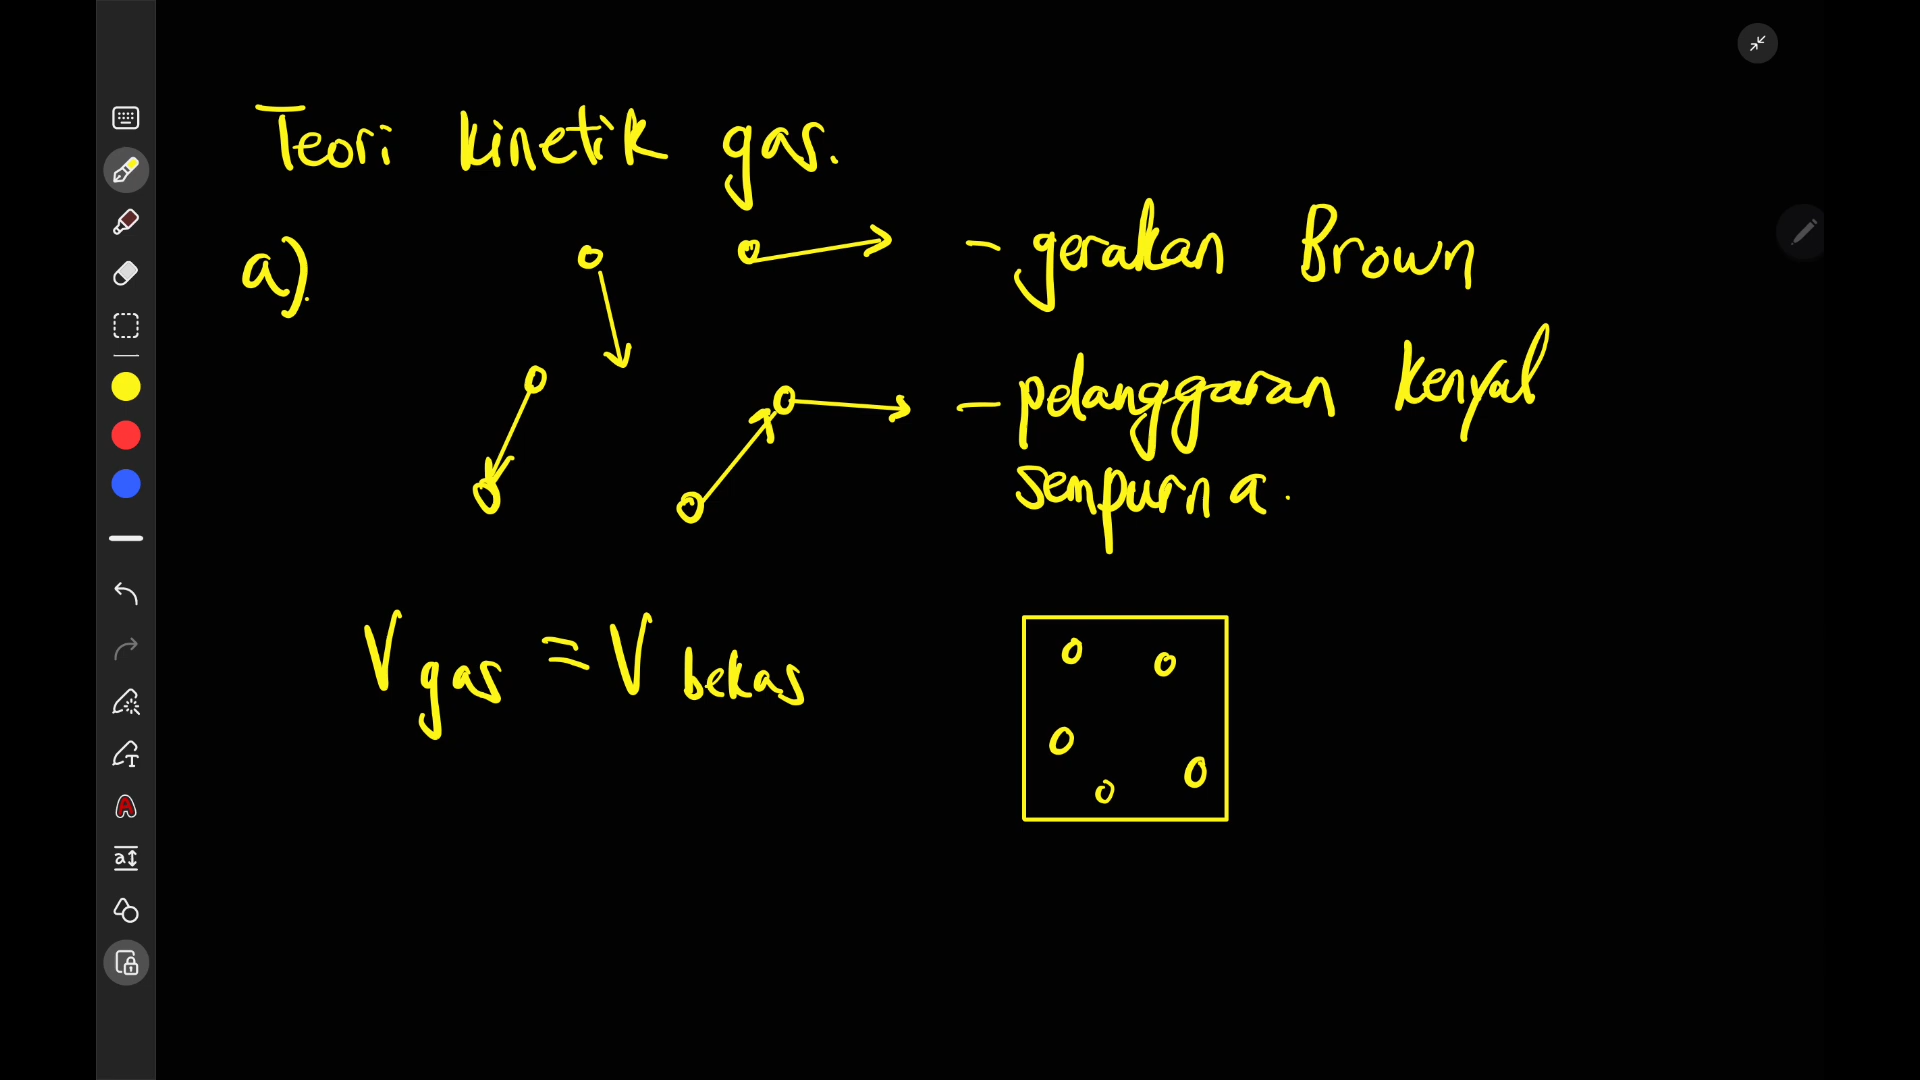 Teori kinetik gas.
a).
- gerakan Brown
- pelanggaran kenyal
sempurna.
V gas = V bekas